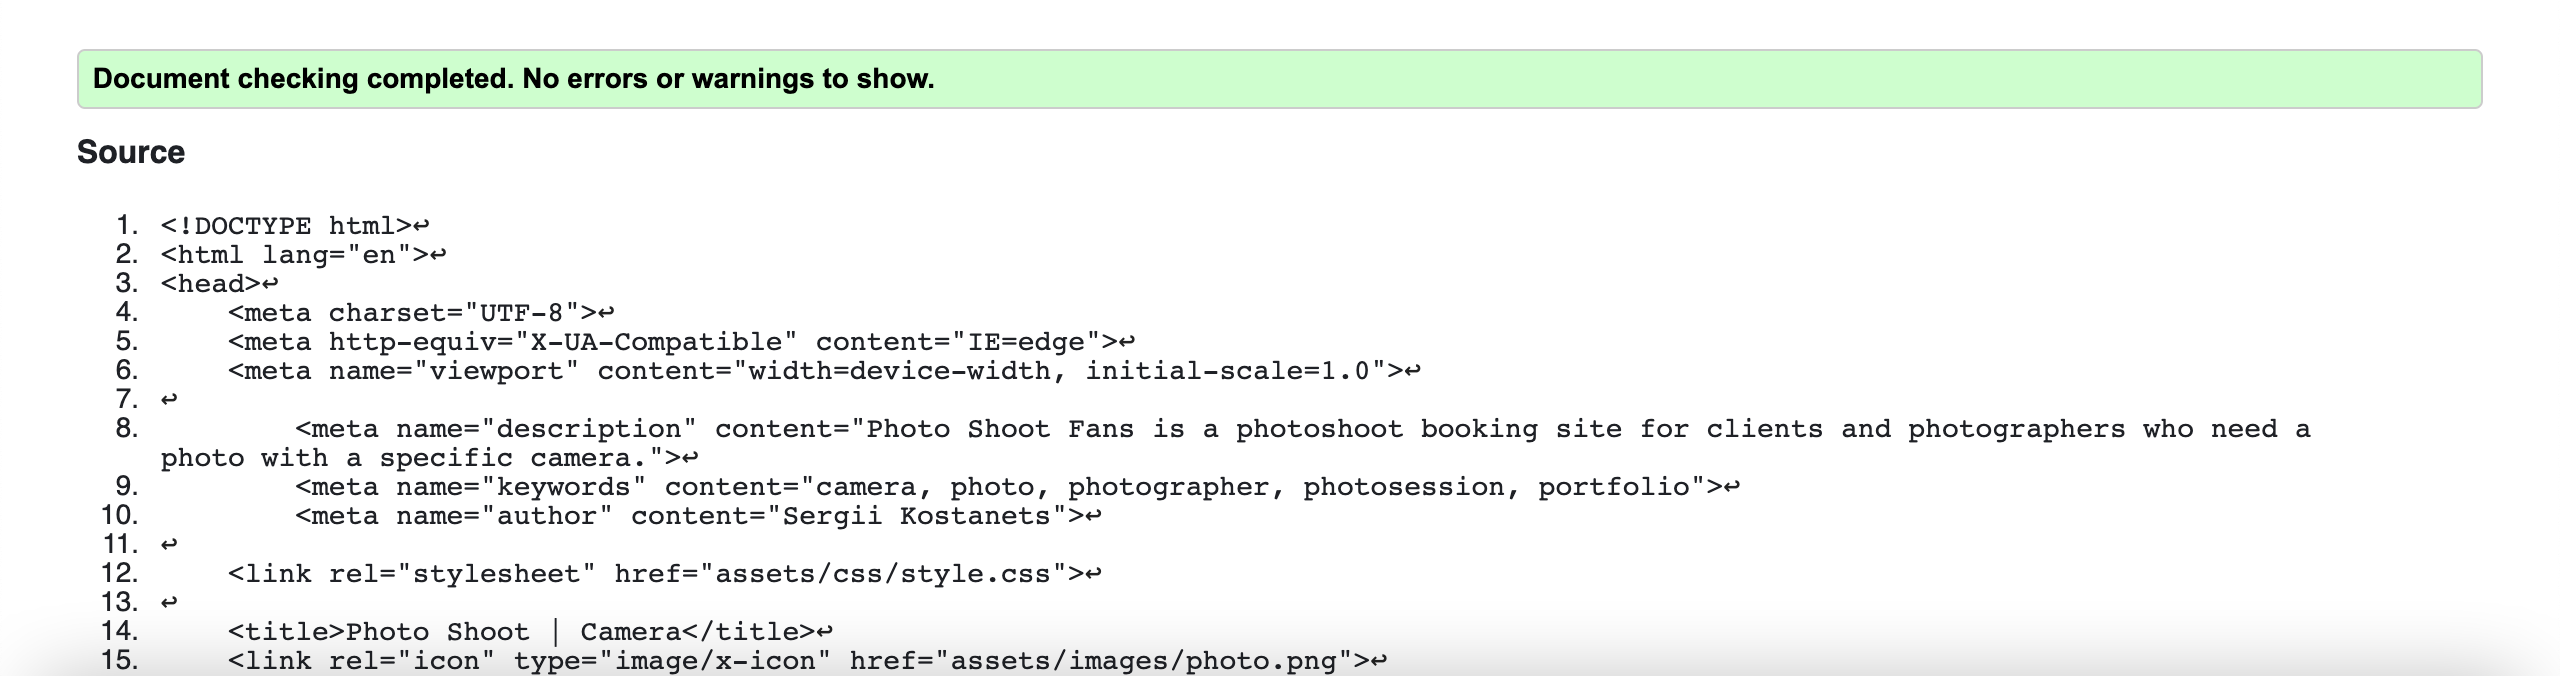 Document checking completed. No errors or warnings to show.
Source
1. <!DOCTYPE html>↩
2. <html lang="en">↩
3. <head>↩
4.     <meta charset="UTF-8">↩
5.     <meta http-equiv="X-UA-Compatible" content="IE=edge">↩
6.     <meta name="viewport" content="width=device-width, initial-scale=1.0">↩
7. ↩
8.         <meta name="description" content="Photo Shoot Fans is a photoshoot booking site for clients and photographers who need a
photo with a specific camera.">↩
9.         <meta name="keywords" content="camera, photo, photographer, photosession, portfolio">↩
10.         <meta name="author" content="Sergii Kostanets">↩
11. ↩
12.     <link rel="stylesheet" href="assets/css/style.css">↩
13. ↩
14.     <title>Photo Shoot | Camera</title>↩
15.     <link rel="icon" type="image/x-icon" href="assets/images/photo.png">↩